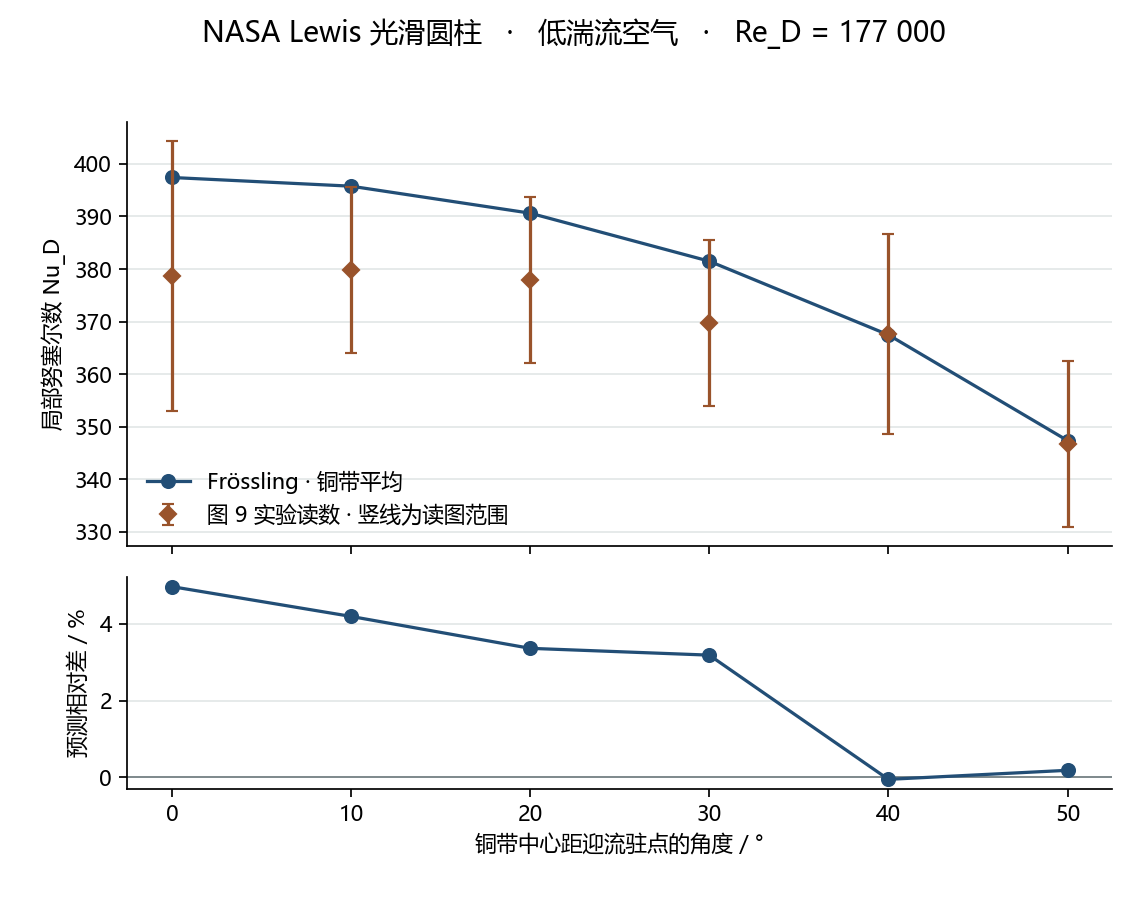 NASA Lewis 光滑圆柱 · 低湍流空气 · Re_D = 177 000
局部努塞尔数 Nu_D
400
390
380
370
360
350
340
330
Frössling · 铜带平均
图 9 实验读数 · 竖线为读图范围
预测相对差 / %
4
2
0
0 10 20 30 40 50
铜带中心距迎流驻点的角度 / °